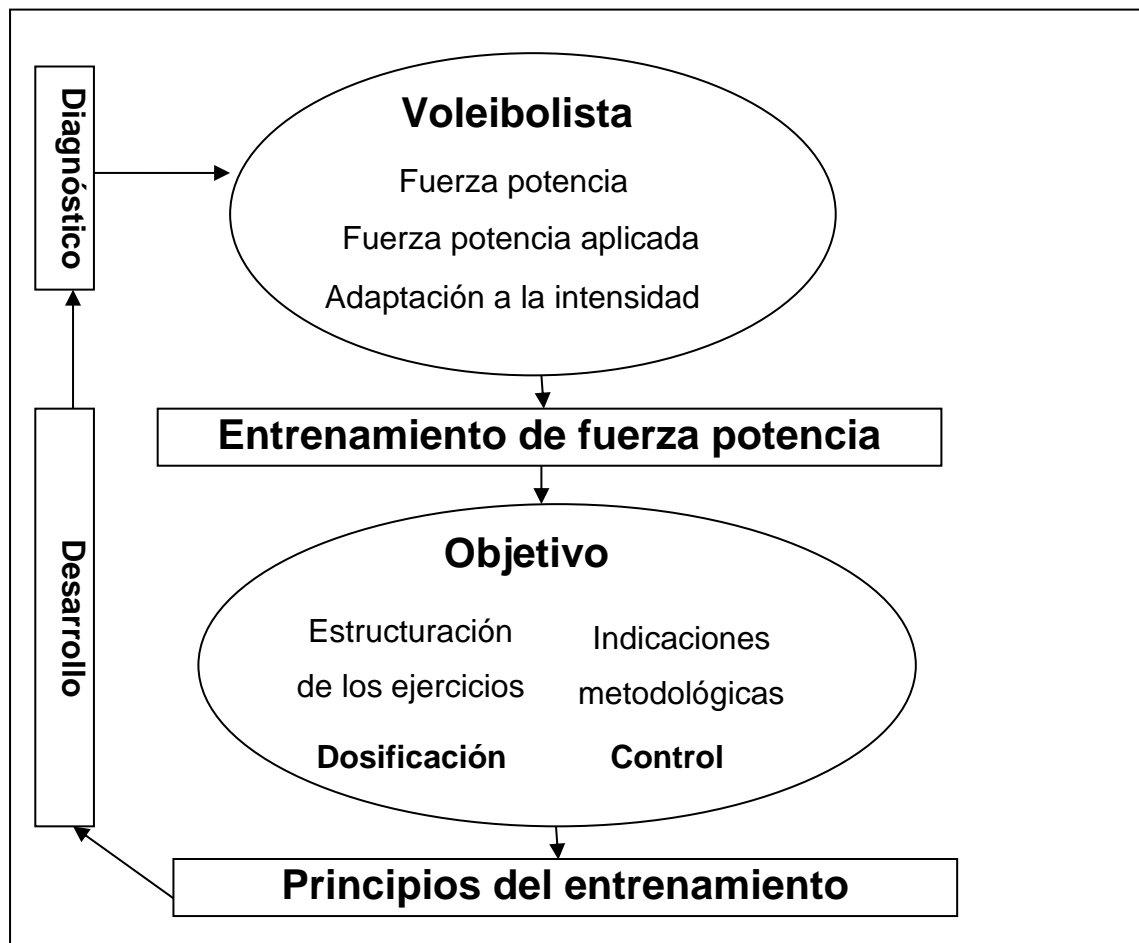 Diagnóstico
Voleibolista
Fuerza potencia
Fuerza potencia aplicada
Adaptación a la intensidad
Entrenamiento de fuerza potencia
Desarrollo
Objetivo
Estructuración
de los ejercicios
Indicaciones
metodológicas
Dosificación
Control
Principios del entrenamiento